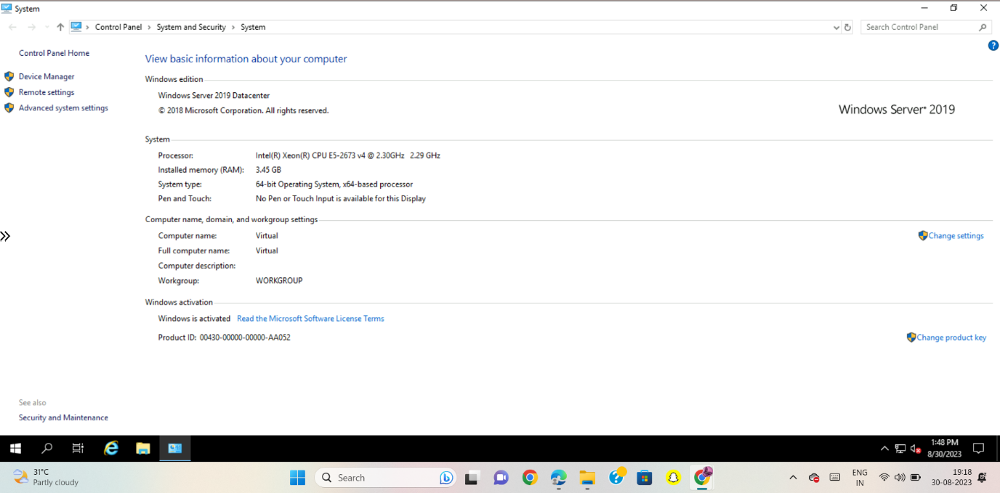 System
Control Panel > System and Security > System
Search Control Panel
Control Panel Home
Device Manager
Remote settings
Advanced system settings
View basic information about your computer
Windows edition
Windows Server 2019 Datacenter
© 2018 Microsoft Corporation. All rights reserved.
Windows Server® 2019
System
Processor: Intel(R) Xeon(R) CPU E5-2673 v4 @ 2.30GHz 2.29 GHz
Installed memory (RAM): 3.45 GB
System type: 64-bit Operating System, x64-based processor
Pen and Touch: No Pen or Touch Input is available for this Display
Computer name, domain, and workgroup settings
Computer name: Virtual
Change settings
Full computer name: Virtual
Computer description:
Workgroup: WORKGROUP
Windows activation
Windows is activated Read the Microsoft Software License Terms
Product ID: 00430-00000-00000-AA052
Change product key
See also
Security and Maintenance
1:48 PM
8/30/2023
31°C
Partly cloudy
Search
ENG
IN
19:18
30-08-2023